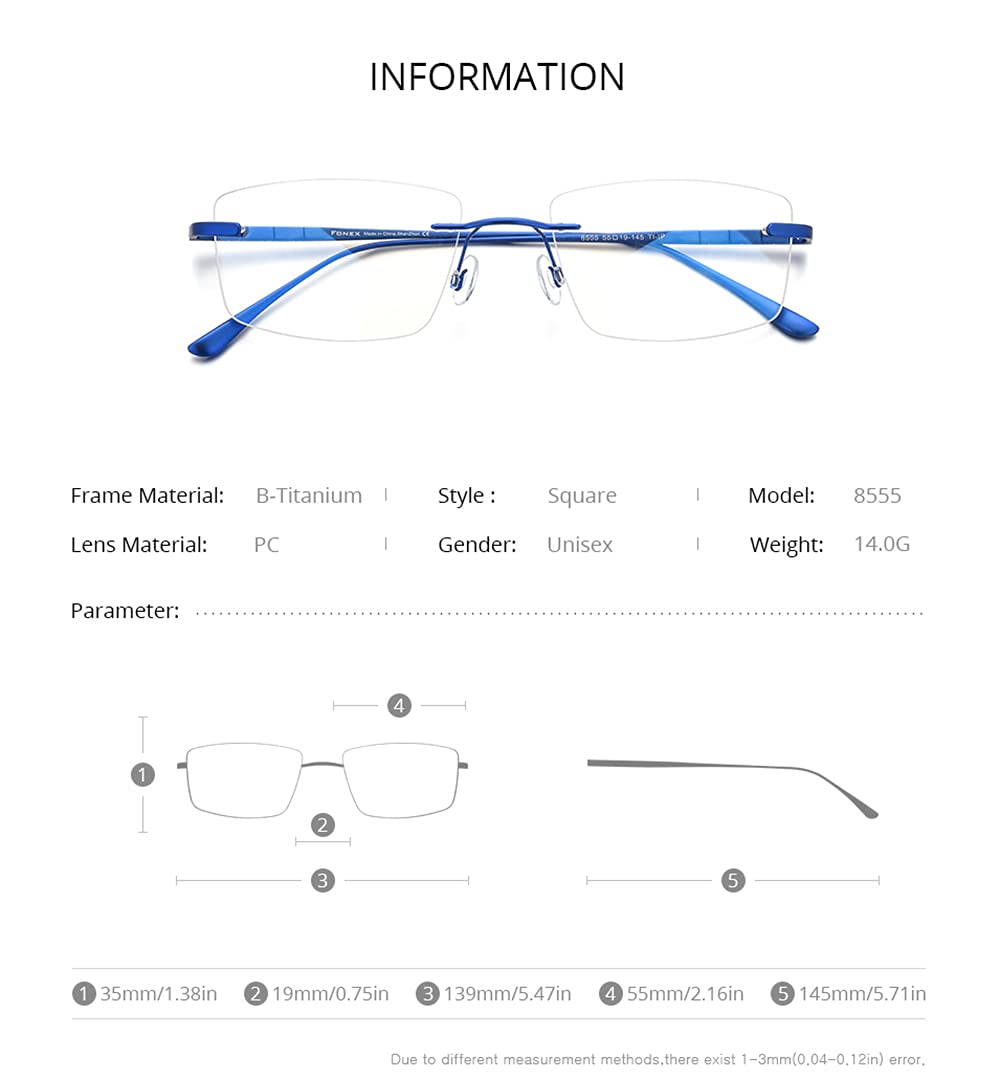 INFORMATION
FONEX Made in China ShenZhen CE
8555 55□19-145 TI-IP
Frame Material: B-Titanium | Style : Square | Model: 8555
Lens Material: PC | Gender: Unisex | Weight: 14.0G
Parameter:
4
1
2
3
5
1 35mm/1.38in 2 19mm/0.75in 3 139mm/5.47in 4 55mm/2.16in 5 145mm/5.71in
Due to different measurement methods,there exist 1-3mm(0.04-0.12in) error.